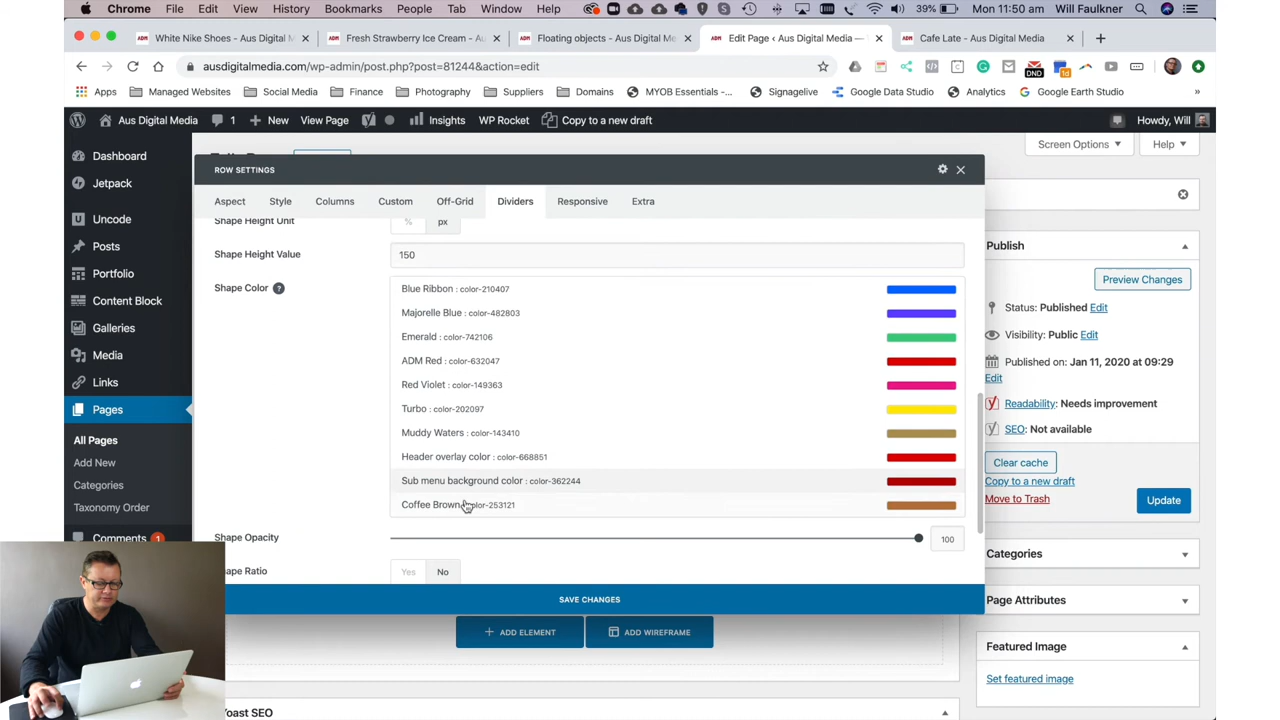 Chrome File Edit View History Bookmarks People Tab Window Help 39% Mon 11:50 am Will Faulkner
ADM White Nike Shoes - Aus Digital M ADM Fresh Strawberry Ice Cream - Au ADM Floating objects - Aus Digital Me ADM Edit Page ‹ Aus Digital Media — ADM Cafe Late - Aus Digital Media
ausdigitalmedia.com/wp-admin/post.php?post=81244&action=edit DND 1d
Apps Managed Websites Social Media Finance Photography Suppliers Domains MYOB Essentials -... Signagelive Google Data Studio Analytics Google Earth Studio »
Aus Digital Media 1 New View Page Insights WP Rocket Copy to a new draft Howdy, Will
Screen Options Help
Dashboard
Jetpack
Uncode
Posts
Portfolio
Content Block
Galleries
Media
Links
Pages
All Pages
Add New
Categories
Taxonomy Order
Comments 1
ROW SETTINGS
Aspect Style Columns Custom Off-Grid Dividers Responsive Extra
Shape Height Unit % px
Shape Height Value 150
Shape Color ?
Blue Ribbon : color-210407
Majorelle Blue : color-482803
Emerald : color-742106
ADM Red : color-632047
Red Violet : color-149363
Turbo : color-202097
Muddy Waters : color-143410
Header overlay color : color-668851
Sub menu background color : color-362244
Coffee Brown color-253121
Shape Opacity 100
Shape Ratio Yes No
SAVE CHANGES
ADD ELEMENT ADD WIREFRAME
Yoast SEO
Publish
Preview Changes
Status: Published Edit
Visibility: Public Edit
Published on: Jan 11, 2020 at 09:29
Edit
Readability: Needs improvement
SEO: Not available
Clear cache
Copy to a new draft
Move to Trash
Update
Categories
Page Attributes
Featured Image
Set featured image